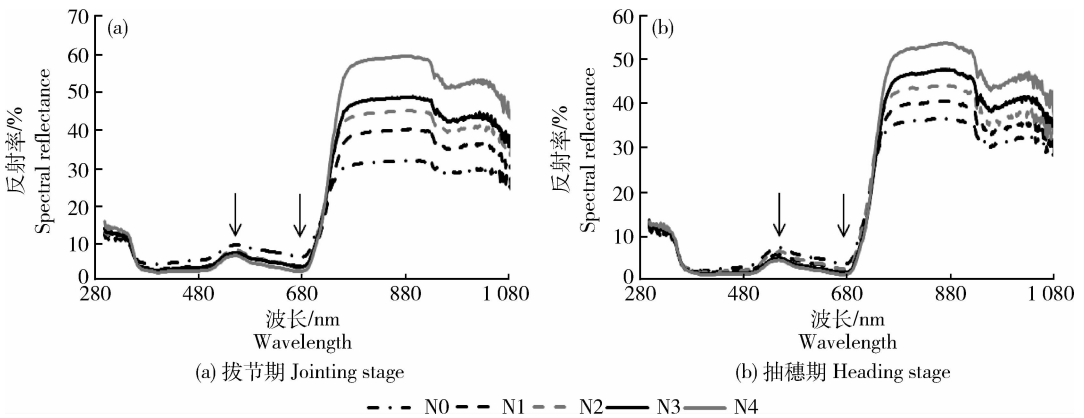 (a)
70
60
50
40
30
20
10
0
反射率/%
Spectral reflectance
280 480 680 880 1 080
波长/nm
Wavelength
(a) 拔节期 Jointing stage
(b)
60
50
40
30
20
10
0
反射率/%
Spectral reflectance
280 480 680 880 1 080
波长/nm
Wavelength
(b) 抽穗期 Heading stage
N0 N1 N2 N3 N4